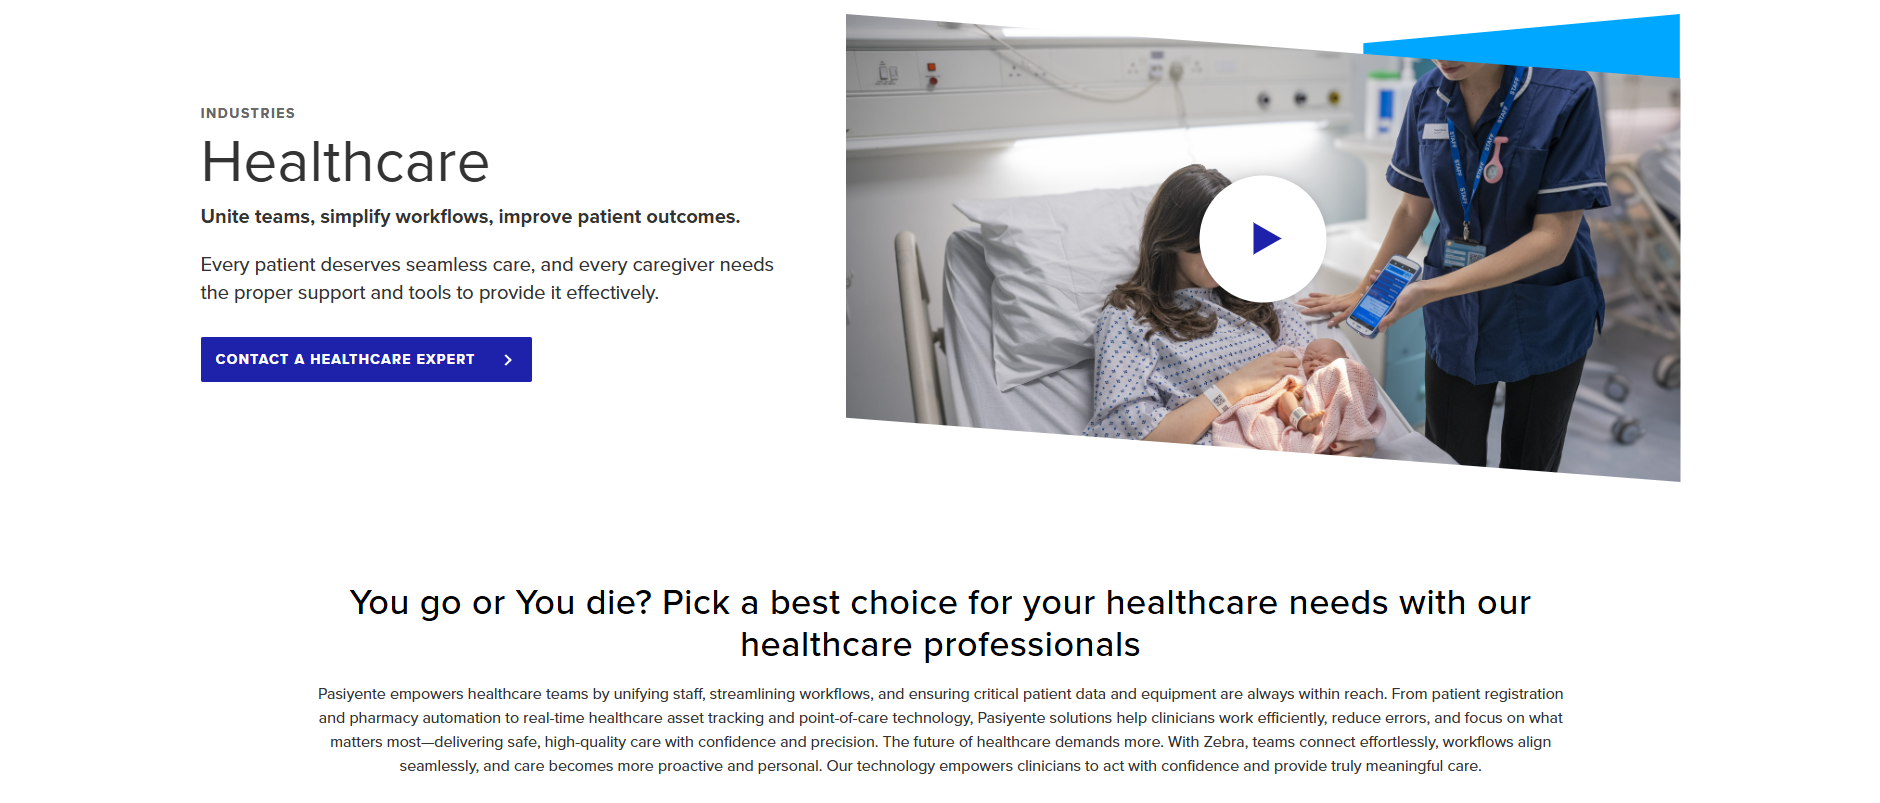 INDUSTRIES
Healthcare
Unite teams, simplify workflows, improve patient outcomes.
Every patient deserves seamless care, and every caregiver needs
the proper support and tools to provide it effectively.
CONTACT A HEALTHCARE EXPERT
STAFF
STAFF
STAFF
STAFF
STAFF
STAFF
STAFF
You go or You die? Pick a best choice for your healthcare needs with our
healthcare professionals
Pasiyente empowers healthcare teams by unifying staff, streamlining workflows, and ensuring critical patient data and equipment are always within reach. From patient registration
and pharmacy automation to real-time healthcare asset tracking and point-of-care technology, Pasiyente solutions help clinicians work efficiently, reduce errors, and focus on what
matters most—delivering safe, high-quality care with confidence and precision. The future of healthcare demands more. With Zebra, teams connect effortlessly, workflows align
seamlessly, and care becomes more proactive and personal. Our technology empowers clinicians to act with confidence and provide truly meaningful care.